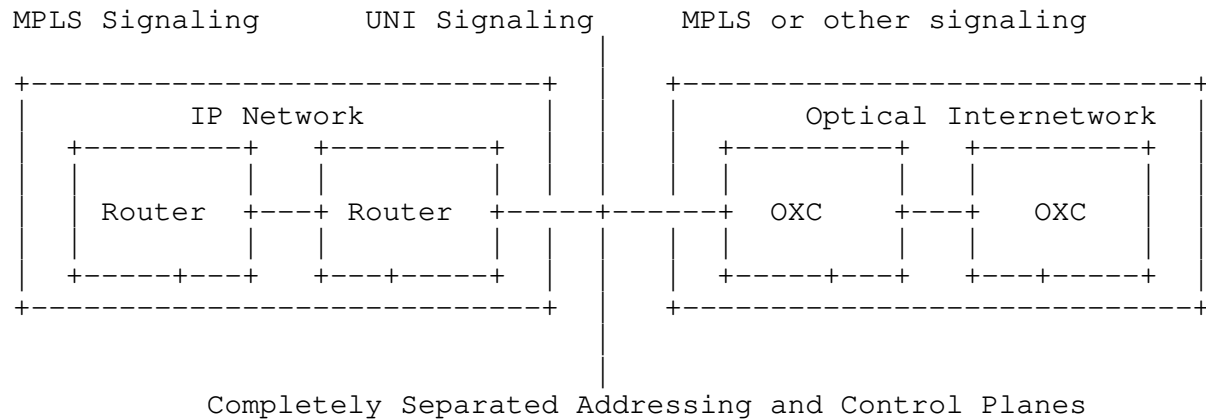 MPLS Signaling UNI Signaling MPLS or other signaling
IP Network Optical Internetwork
Router Router OXC OXC
Completely Separated Addressing and Control Planes